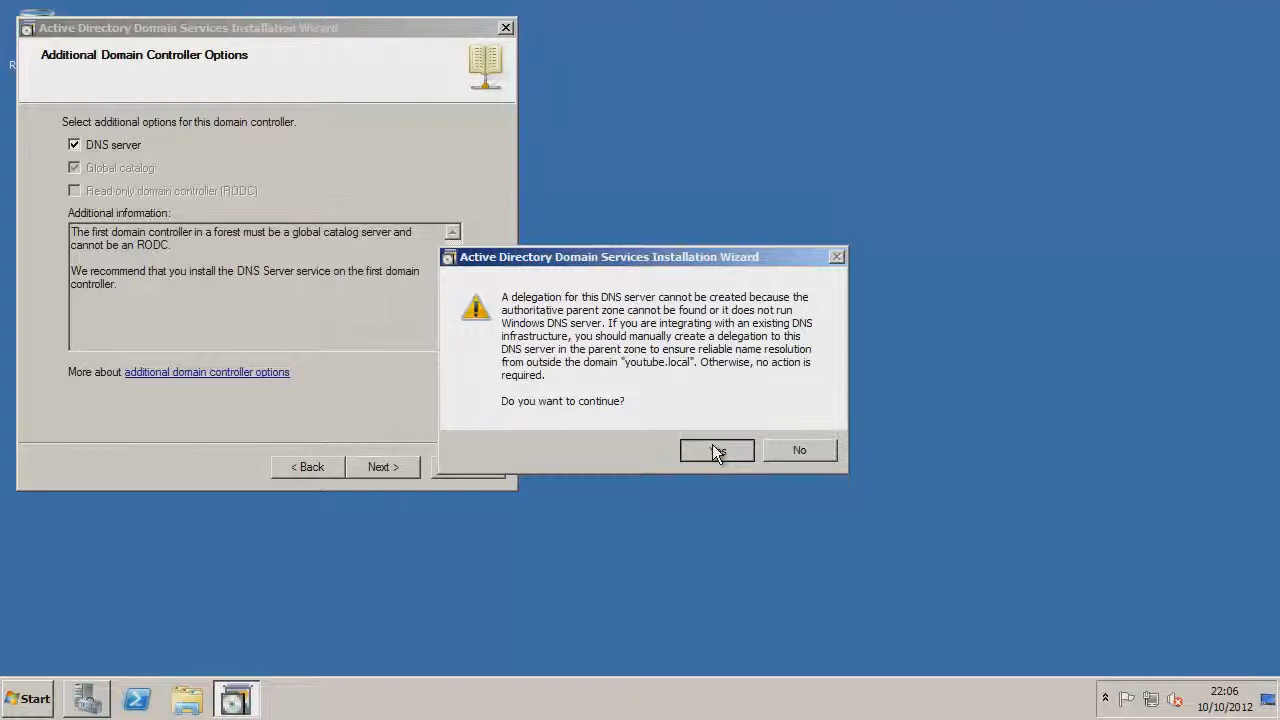 Active Directory Domain Services Installation Wizard
Additional Domain Controller Options
Select additional options for this domain controller.
DNS server
Global catalog
Read only domain controller (RODC)
Additional information:
The first domain controller in a forest must be a global catalog server and
cannot be an RODC.
We recommend that you install the DNS Server service on the first domain
controller.
More about additional domain controller options
< Back
Next >
Active Directory Domain Services Installation Wizard
A delegation for this DNS server cannot be created because the
authoritative parent zone cannot be found or it does not run
Windows DNS server. If you are integrating with an existing DNS
infrastructure, you should manually create a delegation to this
DNS server in the parent zone to ensure reliable name resolution
from outside the domain "youtube.local". Otherwise, no action is
required.
Do you want to continue?
No
Start
22:06
10/10/2012